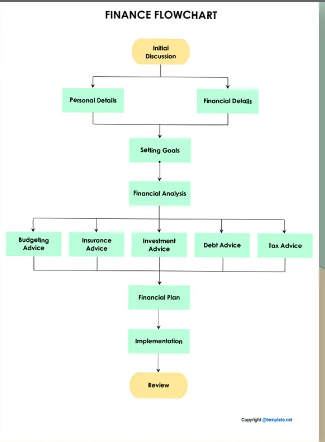 FINANCE FLOWCHART
Initial
Discussion
Personal Details
Financial Details
Setting Goals
Financial Analysis
Budgeting
Advice
Insurance
Advice
Investment
Advice
Debt Advice
Tax Advice
Financial Plan
Implementation
Review
Copyright @template.net